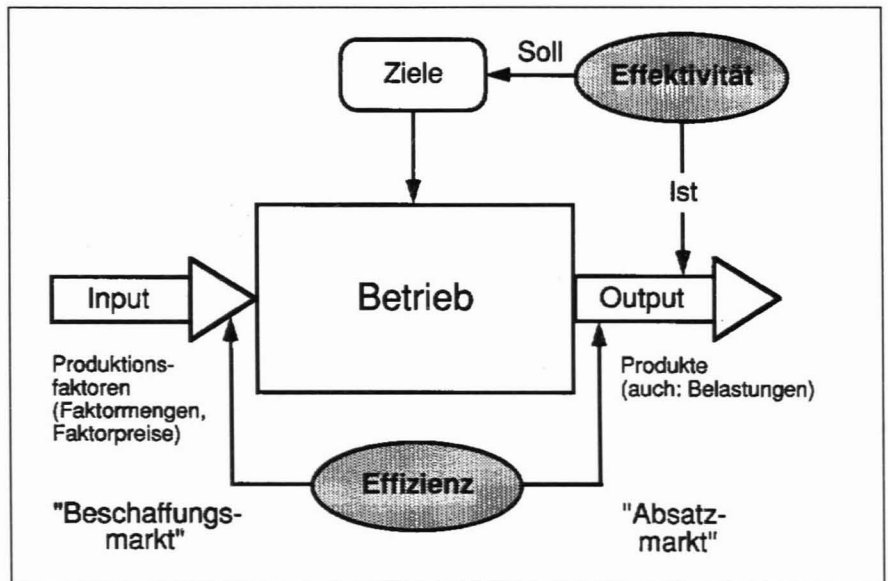 Soll
Ziele
Effektivität
Ist
Input
Betrieb
Output
Produktions-
faktoren
(Faktormengen,
Faktorpreise)
Produkte
(auch: Belastungen)
Effizienz
"Beschaffungs-
markt"
"Absatz-
markt"